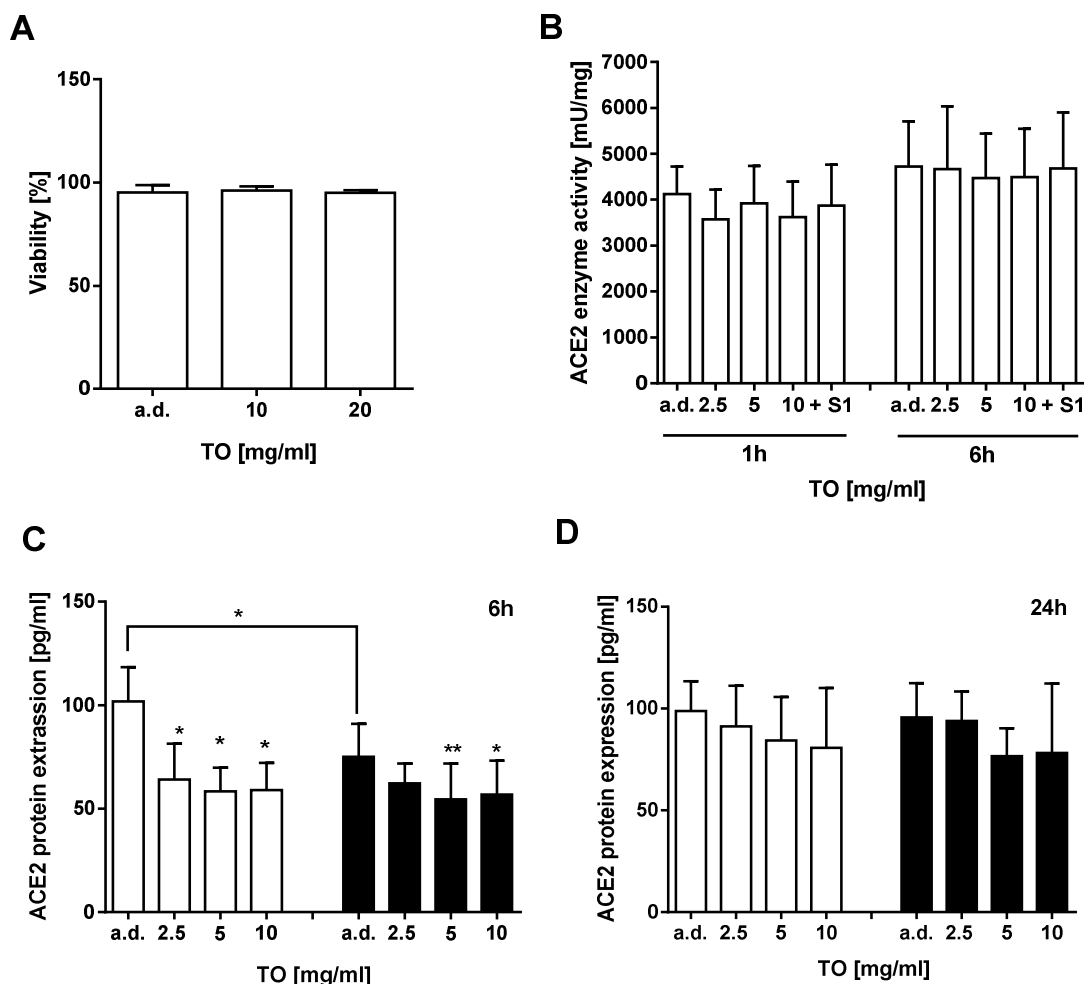 A
Viability [%]
150
100
50
0
a.d. 10 20
TO [mg/ml]
B
ACE2 enzyme activity [mU/mg]
7000
6000
5000
4000
3000
2000
1000
0
a.d. 2.5 5 10 + S1 a.d. 2.5 5 10 + S1
1h 6h
TO [mg/ml]
C
ACE2 protein extrassion [pg/ml]
6h
150
100
50
0
*
* * * ** *
a.d. 2.5 5 10 a.d. 2.5 5 10
TO [mg/ml]
D
ACE2 protein expression [pg/ml]
24h
150
100
50
0
a.d. 2.5 5 10 a.d. 2.5 5 10
TO [mg/ml]